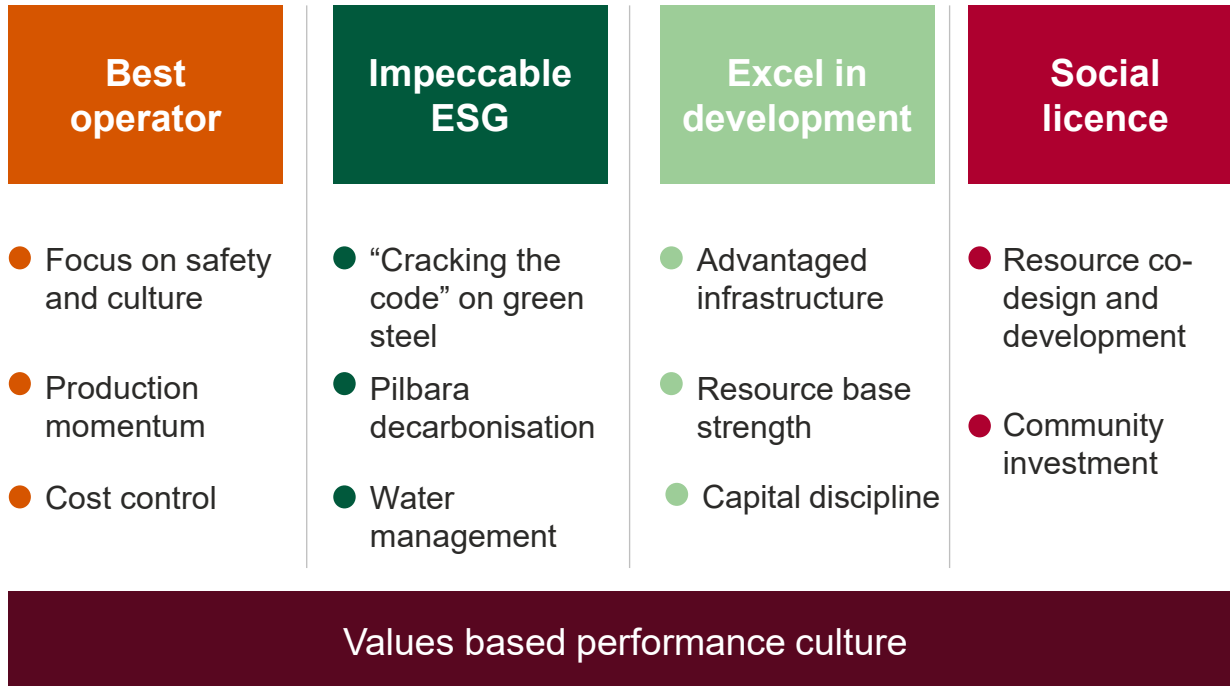 Best
operator
Focus on safety
and culture
Production
momentum
Cost control
Impeccable
ESG
“Cracking the
code” on green
steel
Pilbara
decarbonisation
Water
management
Excel in
development
Advantaged
infrastructure
Resource base
strength
Capital discipline
Social
licence
Resource co-
design and
development
Community
investment
Values based performance culture